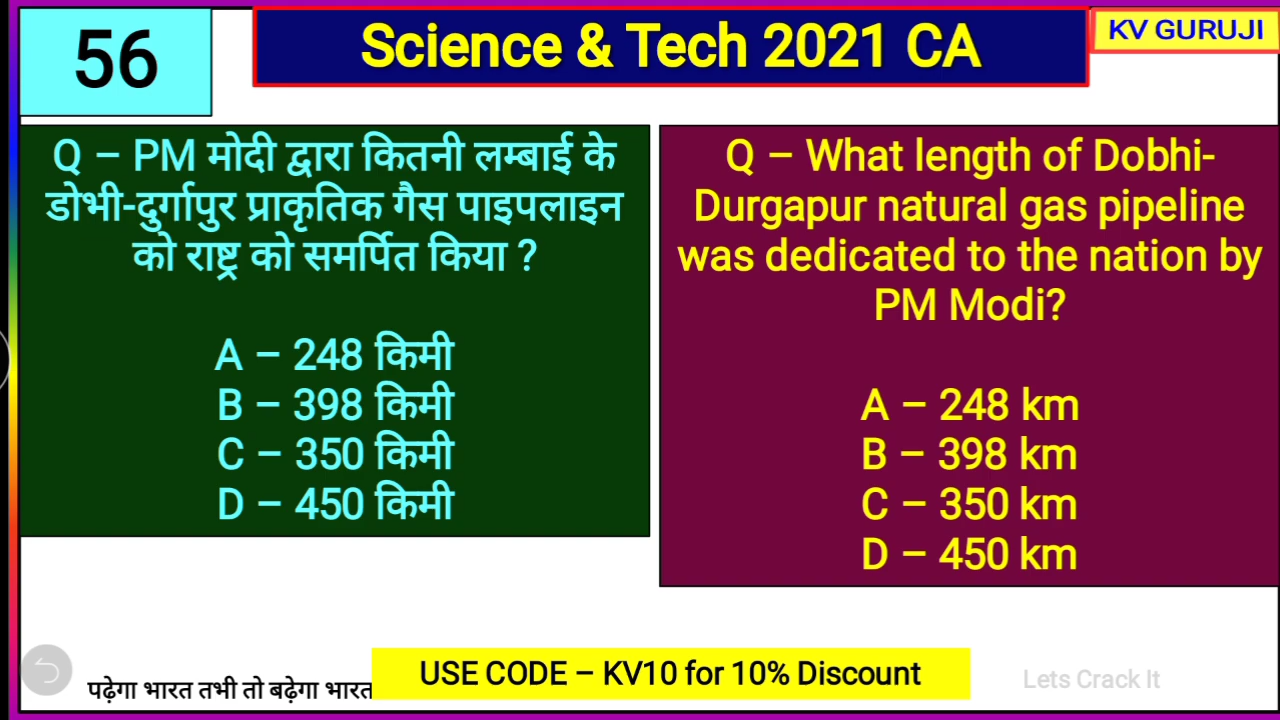 56
Science & Tech 2021 CA
KV GURUJI
Q – PM मोदी द्वारा कितनी लम्बाई के
डोभी-दुर्गापुर प्राकृतिक गैस पाइपलाइन
को राष्ट्र को समर्पित किया ?
A – 248 किमी
B – 398 किमी
C – 350 किमी
D – 450 किमी
Q – What length of Dobhi-
Durgapur natural gas pipeline
was dedicated to the nation by
PM Modi?
A – 248 km
B – 398 km
C – 350 km
D – 450 km
पढ़ेगा भारत तभी तो बढ़ेगा भारत
USE CODE – KV10 for 10% Discount
Lets Crack It